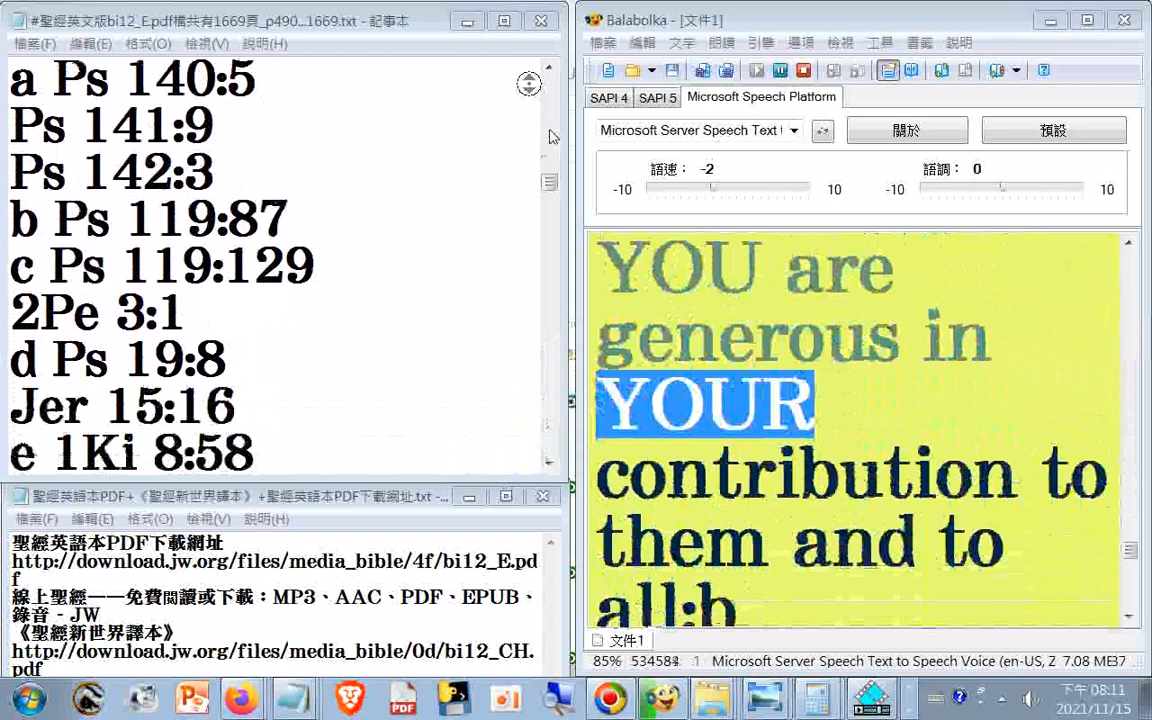 #聖經英文版bi12_E.pdf橫共有1669頁_p490...1669.txt - 記事本
檔案(F) 編輯(E) 格式(O) 檢視(V) 說明(H)
a Ps 140:5
Ps 141:9
Ps 142:3
b Ps 119:87
c Ps 119:129
2Pe 3:1
d Ps 19:8
Jer 15:16
e 1Ki 8:58
聖經英語本PDF+《聖經新世界譯本》+聖經英語本PDF下載網址.txt -...
檔案(F) 編輯(E) 格式(O) 檢視(V) 說明(H)
聖經英語本PDF下載網址
http://download.jw.org/files/media_bible/4f/bi12_E.pd
f
線上聖經——免費閱讀或下載：MP3、AAC、PDF、EPUB、
錄音 - JW
《聖經新世界譯本》
http://download.jw.org/files/media_bible/0d/bi12_CH.
pdf
Balabolka - [文件1]
檔案 編輯 文字 朗讀 引擎 選項 檢視 工具 書籤 說明
SAPI 4 SAPI 5 Microsoft Speech Platform
Microsoft Server Speech Text 關於 預設
語速： -2 語調： 0
-10 10 -10 10
YOU are
generous in
YOUR
contribution to
them and to
all:b
文件1
85% Microsoft Server Speech Text to Speech Voice (en-US, Z 7.08 MB
PDF
下午 08:11
2021/11/15